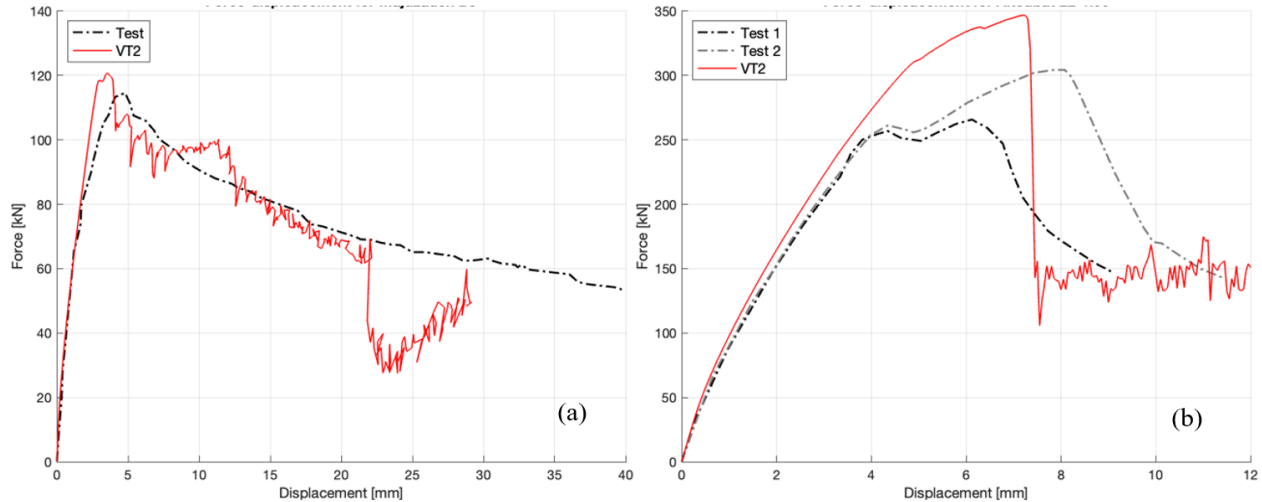 140
120
100
80
60
40
20
0
Force [kN]
0 5 10 15 20 25 30 35 40
Displacement [mm]
Test
VT2
(a)
350
300
250
200
150
100
50
0
Force [kN]
0 2 4 6 8 10 12
Displacement [mm]
Test 1
Test 2
VT2
(b)